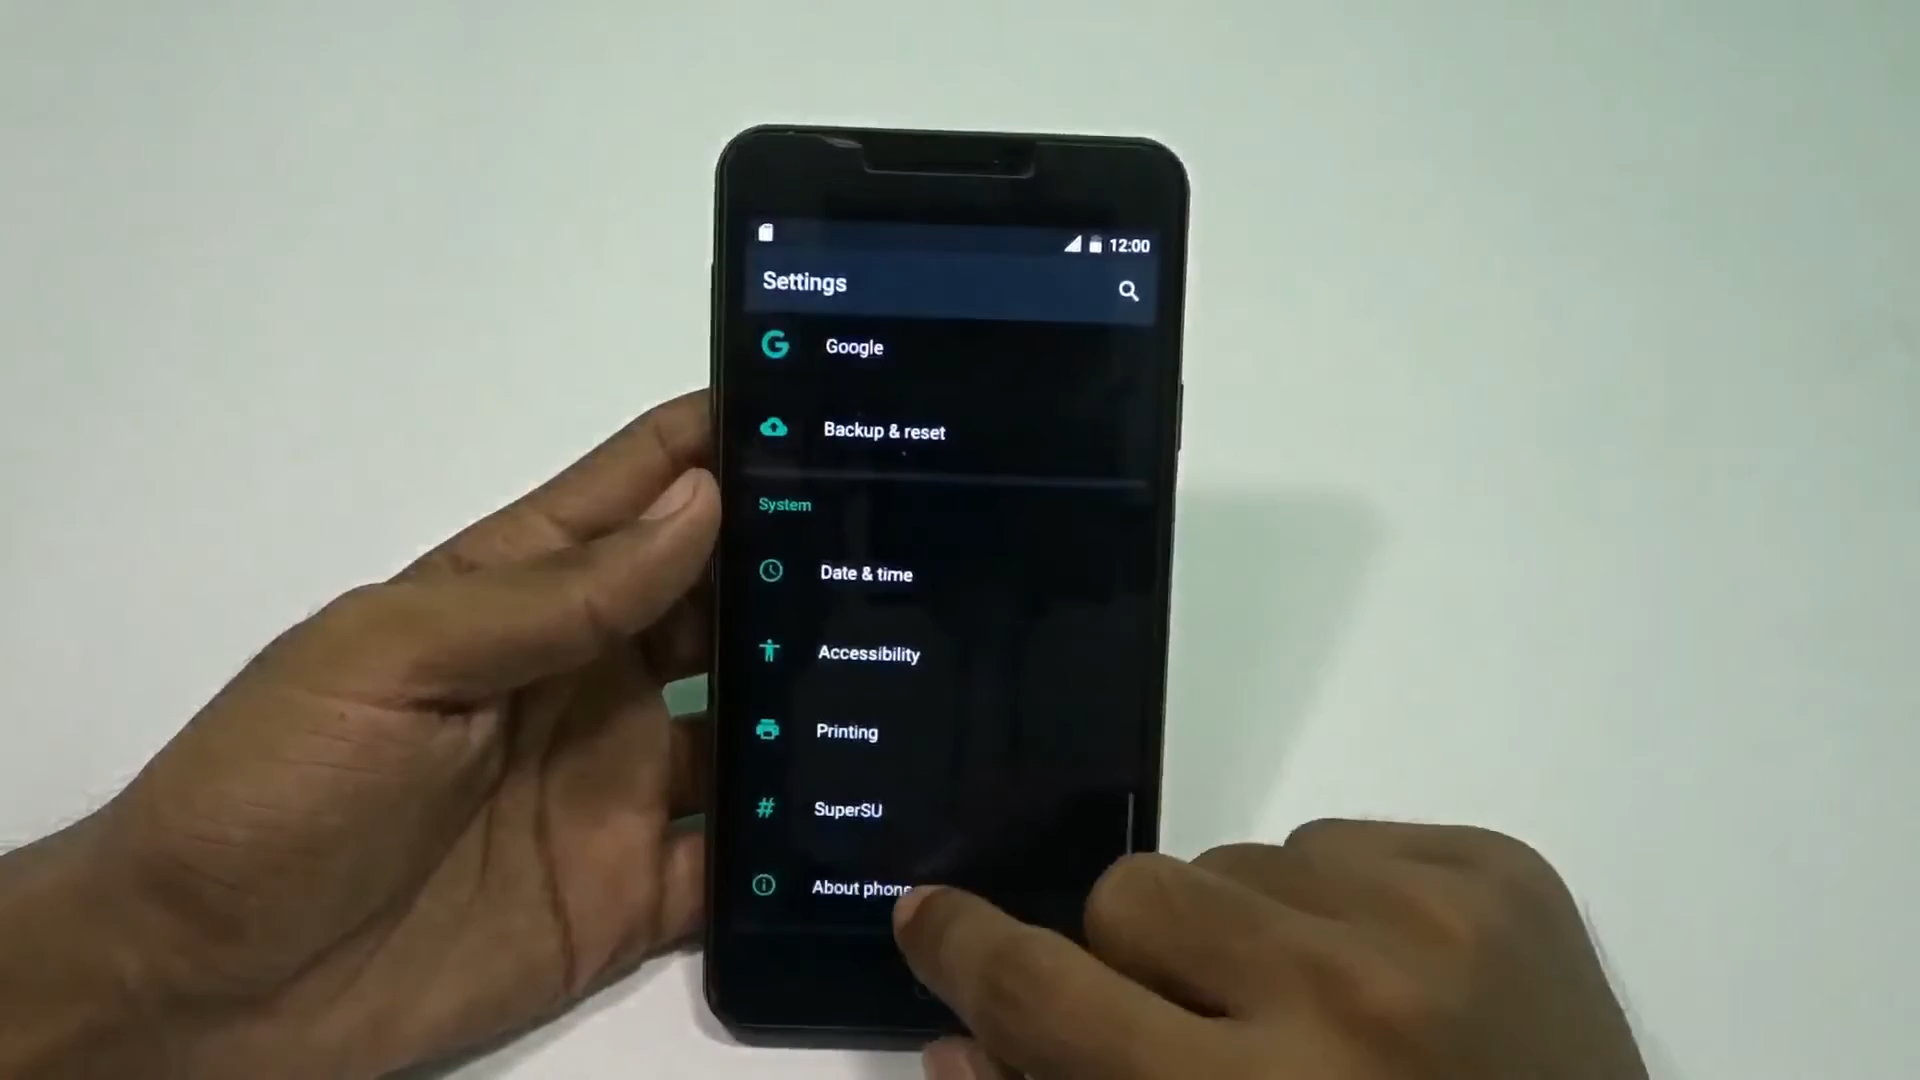 12:00
Settings
Google
Backup & reset
System
Date & time
Accessibility
Printing
SuperSU
About phone